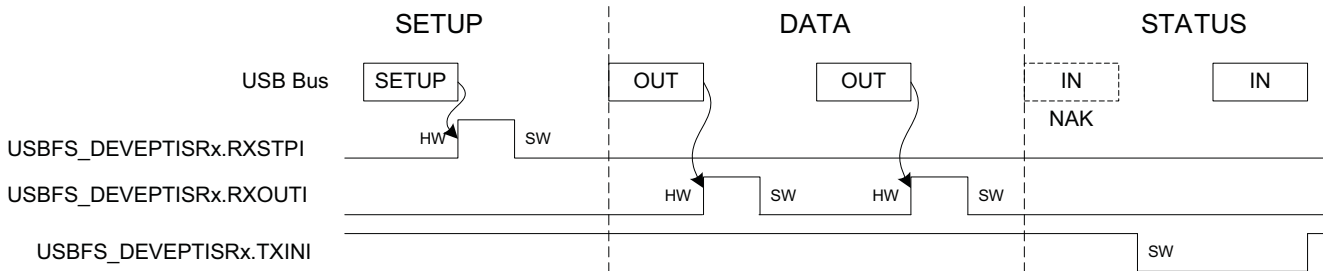 SETUP DATA STATUS
USB Bus SETUP OUT OUT IN IN
NAK
USBFS_DEVEPTISRx.RXSTPI HW SW
USBFS_DEVEPTISRx.RXOUTI HW SW HW SW
USBFS_DEVEPTISRx.TXINI SW